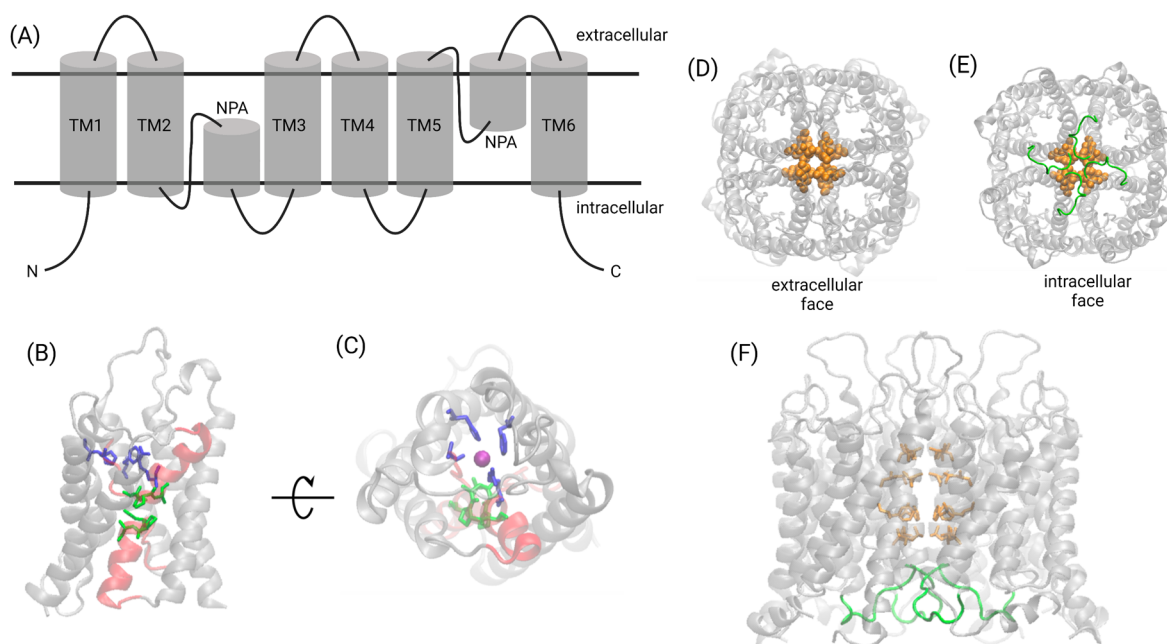 (A)
extracellular
TM1
TM2
NPA
TM3
TM4
TM5
NPA
TM6
intracellular
N
C
(D)
extracellular
face
(E)
intracellular
face
(B)
(C)
(F)